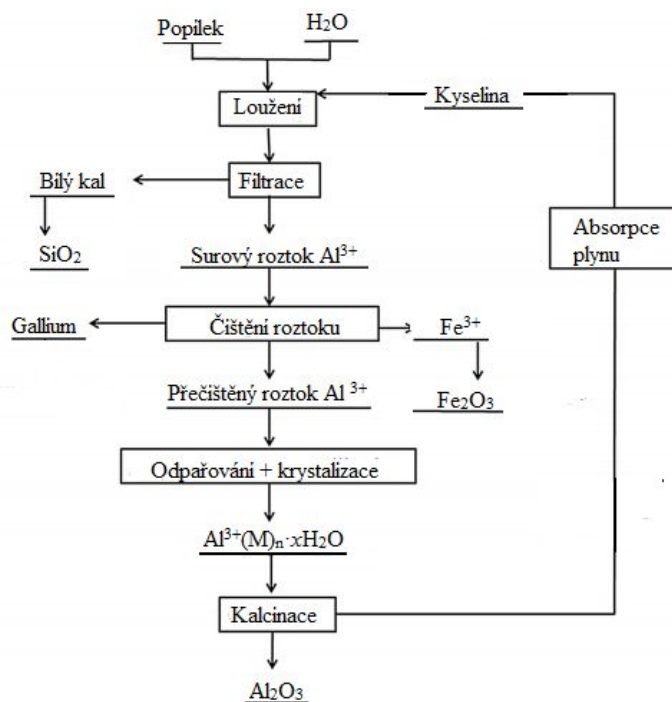 Popílek
H₂O
Loužení
Kyselina
Bílý kal
Filtrace
SiO₂
Surový roztok Al³⁺
Absorpce
plynu
Gallium
Čištění roztoku
Fe³⁺
Přečištěný roztok Al ³⁺
Fe₂O₃
Odpařování + krystalizace
Al³⁺(M)ₙ·xH₂O
Kalcinace
Al₂O₃